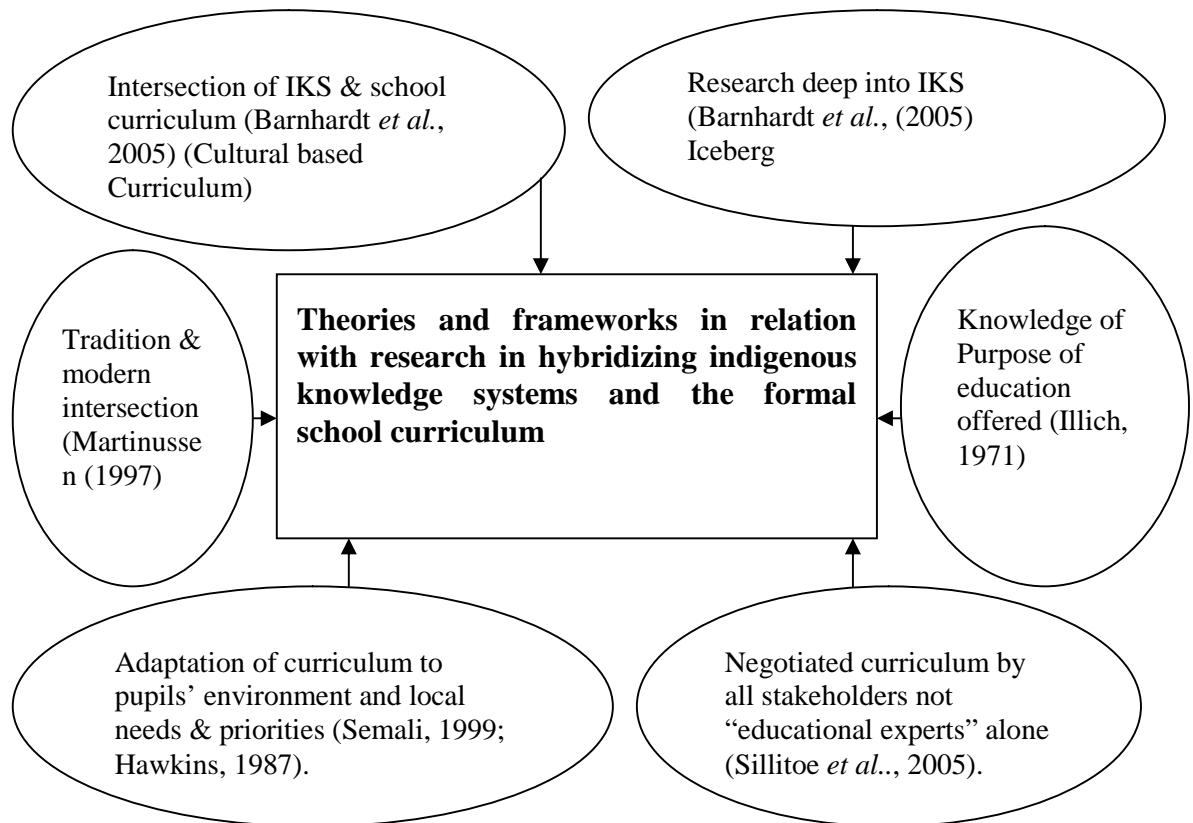 Intersection of IKS & school
curriculum (Barnhardt et al.,
2005) (Cultural based
Curriculum)
Research deep into IKS
(Barnhardt et al., (2005)
Iceberg
Tradition &
modern
intersection
(Martinusse
n (1997)
Theories and frameworks in relation
with research in hybridizing indigenous
knowledge systems and the formal
school curriculum
Knowledge of
Purpose of
education
offered (Illich,
1971)
Adaptation of curriculum to
pupils’ environment and local
needs & priorities (Semali, 1999;
Hawkins, 1987).
Negotiated curriculum by
all stakeholders not
“educational experts” alone
(Sillitoe et al.., 2005).